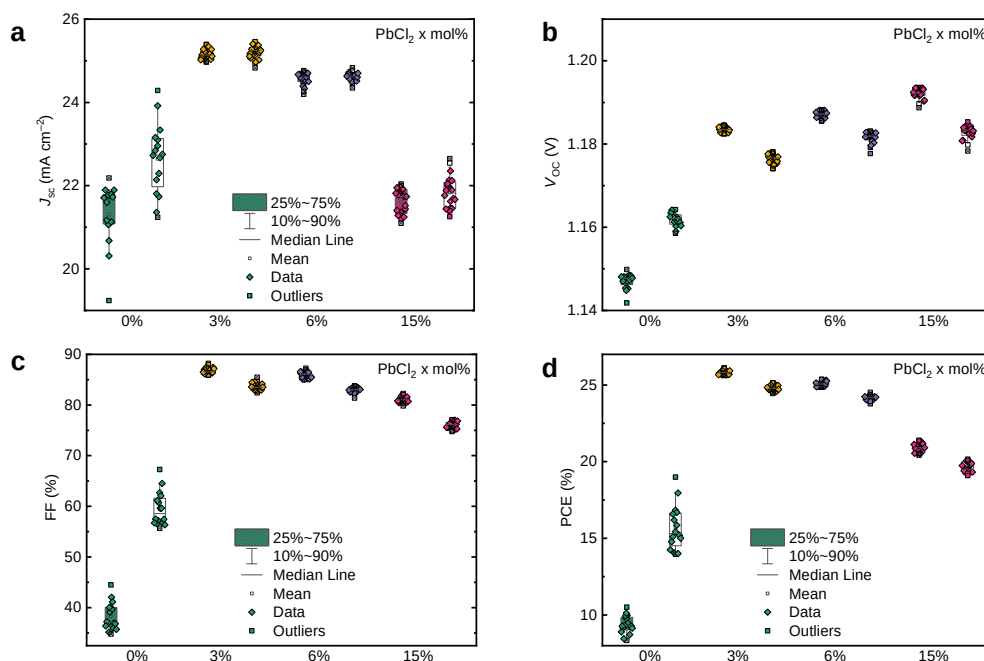 a
PbCl₂ x mol%
26
24
22
20
Jsc (mA cm⁻²)
25%~75%
10%~90%
Median Line
Mean
Data
Outliers
0% 3% 6% 15%
b
PbCl₂ x mol%
1.20
1.18
1.16
1.14
VOC (V)
0% 3% 6% 15%
c
PbCl₂ x mol%
90
80
70
60
50
40
FF (%)
25%~75%
10%~90%
Median Line
Mean
Data
Outliers
0% 3% 6% 15%
d
PbCl₂ x mol%
25
20
15
10
PCE (%)
25%~75%
10%~90%
Median Line
Mean
Data
Outliers
0% 3% 6% 15%